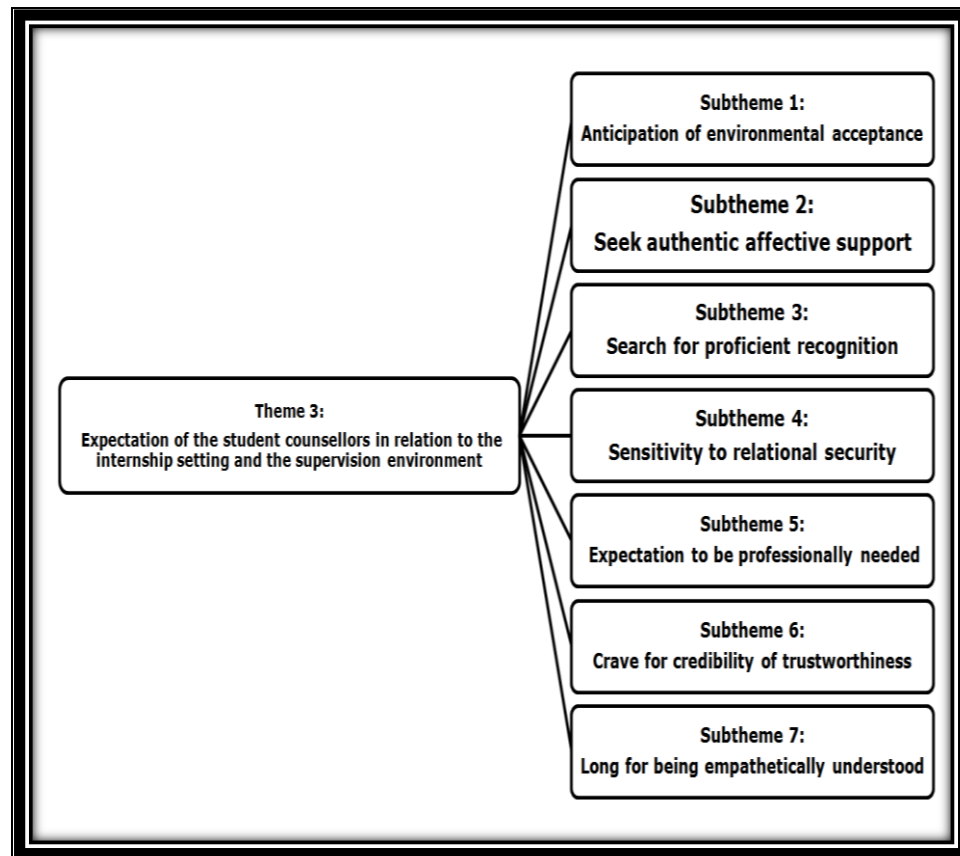 Subtheme 1:
Anticipation of environmental acceptance
Subtheme 2:
Seek authentic affective support
Subtheme 3:
Search for proficient recognition
Theme 3:
Expectation of the student counsellors in relation to the
internship setting and the supervision environment
Subtheme 4:
Sensitivity to relational security
Subtheme 5:
Expectation to be professionally needed
Subtheme 6:
Crave for credibility of trustworthiness
Subtheme 7:
Long for being empathetically understood